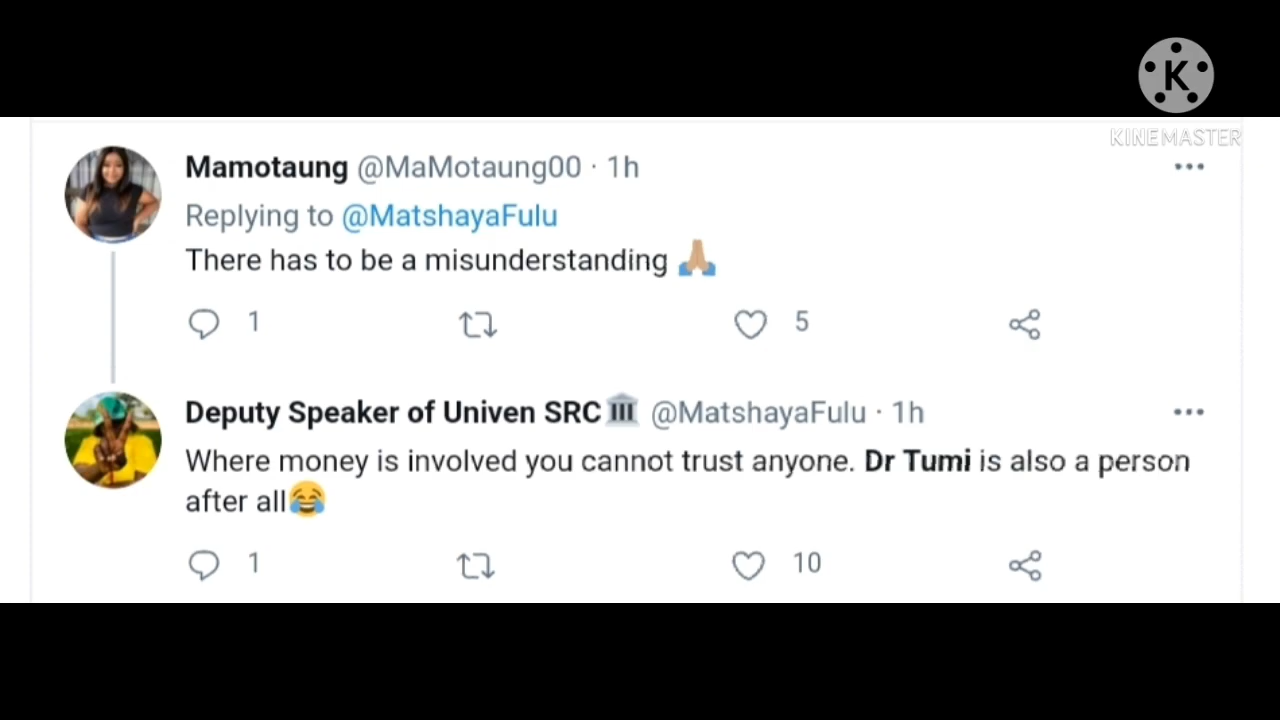 K
KINEMASTER
Mamotaung @MaMotaung00 · 1h
Replying to @MatshayaFulu
There has to be a misunderstanding 🙏🏼
1
5
Deputy Speaker of Univen SRC🏛️ @MatshayaFulu · 1h
Where money is involved you cannot trust anyone. Dr Tumi is also a person
after all😂
1
10